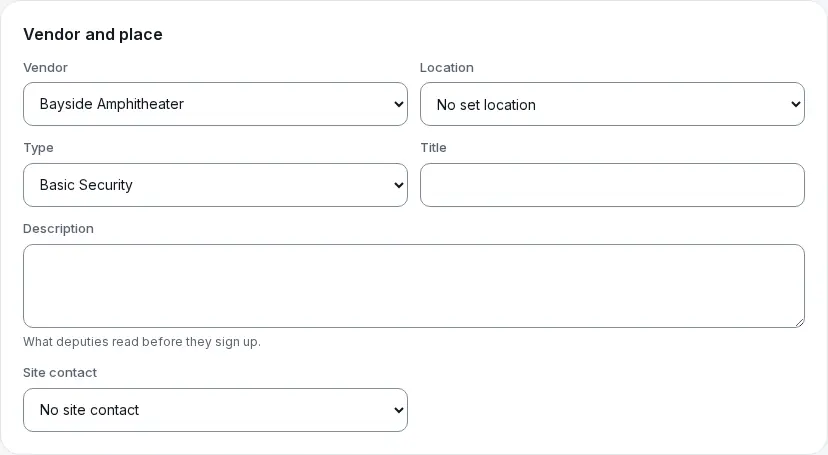 Vendor and place
Vendor
Location
Bayside Amphitheater
No set location
Type
Title
Basic Security
Description
What deputies read before they sign up.
Site contact
No site contact